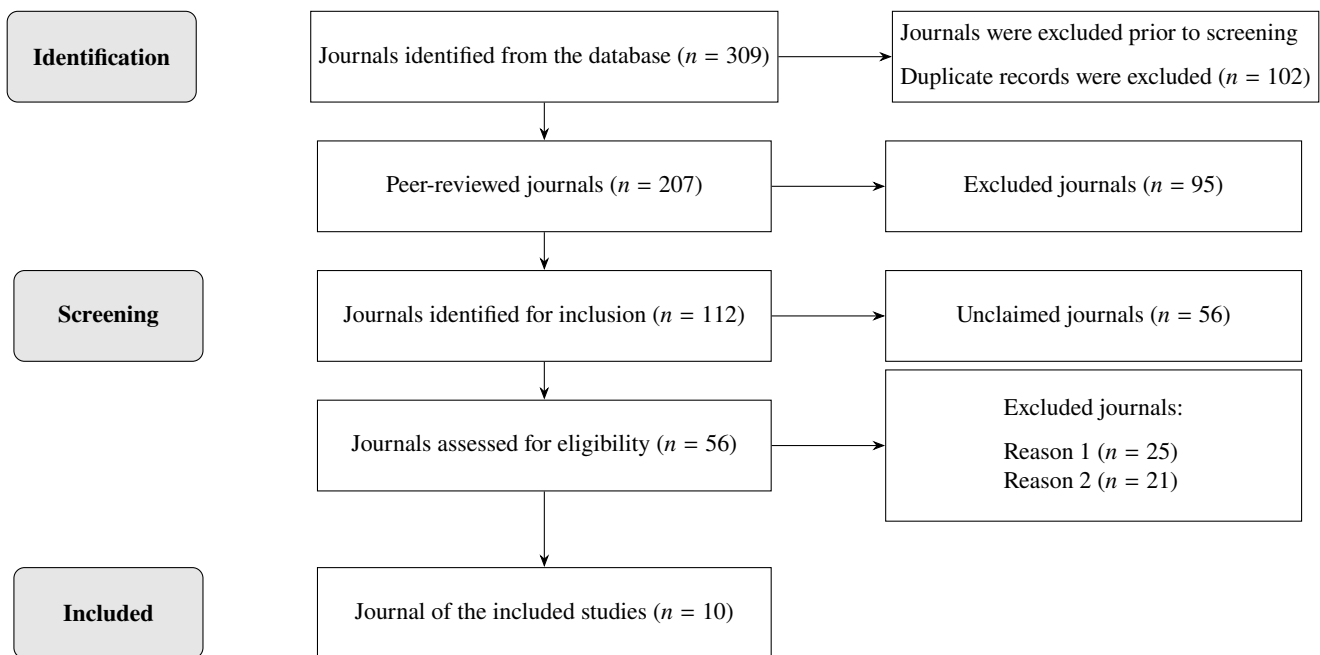 Identification
Journals identified from the database (n = 309)
Journals were excluded prior to screening
Duplicate records were excluded (n = 102)
Peer-reviewed journals (n = 207)
Excluded journals (n = 95)
Screening
Journals identified for inclusion (n = 112)
Unclaimed journals (n = 56)
Journals assessed for eligibility (n = 56)
Excluded journals:
Reason 1 (n = 25)
Reason 2 (n = 21)
Included
Journal of the included studies (n = 10)